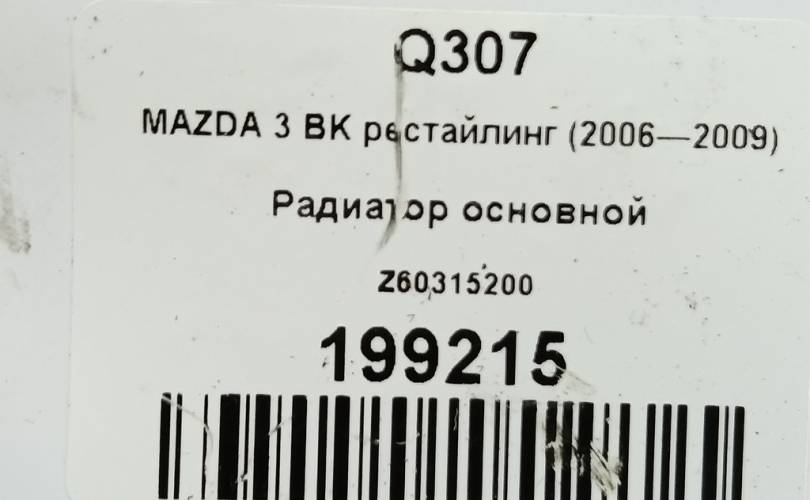 Q307
MAZDA 3 BK рестайлинг (2006—2009)
Радиатор основной
Z60315200
199215